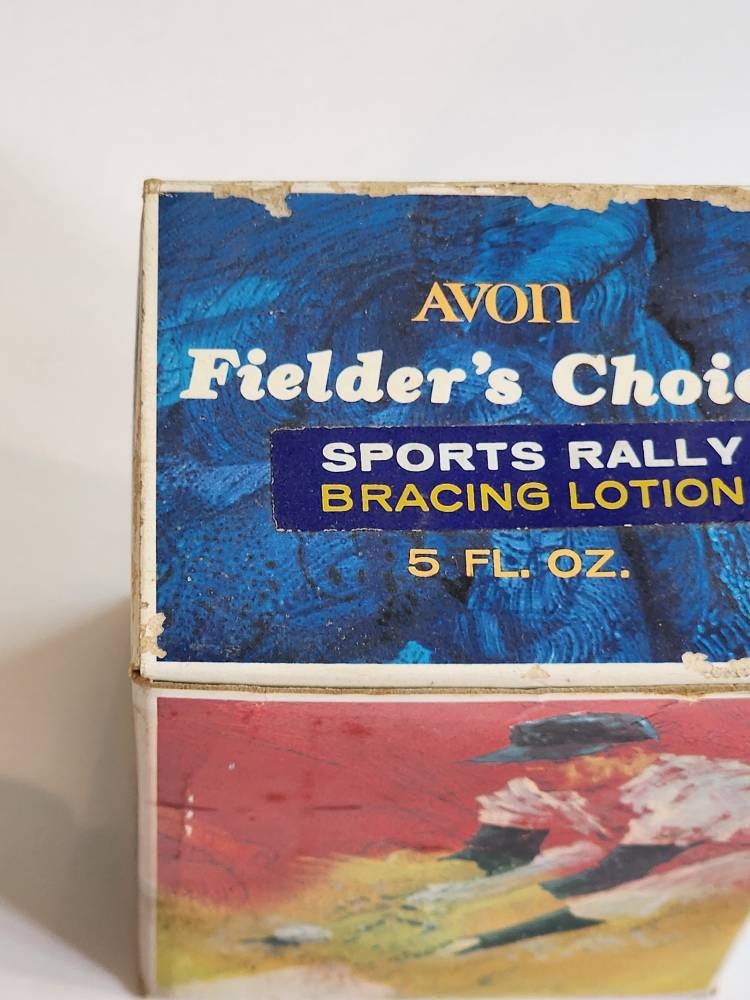 AVON
Fielder's Choic
SPORTS RALLY
BRACING LOTION
5 FL. OZ.